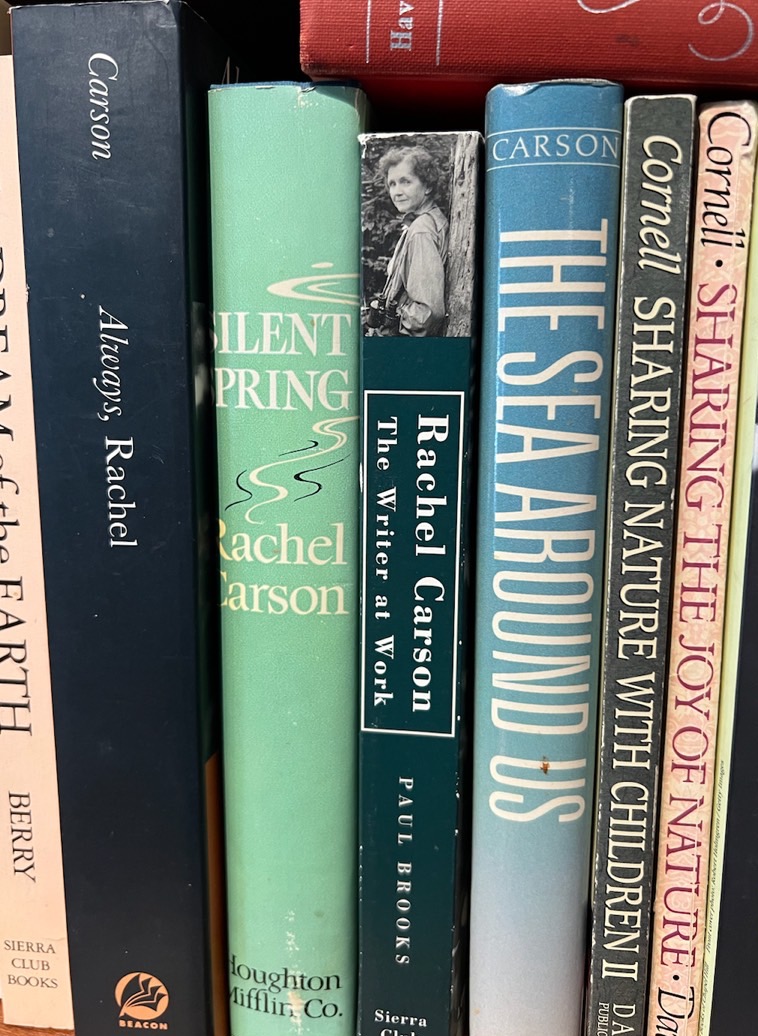 DREAM of the EARTH
BERRY
SIERRA
CLUB
BOOKS
Carson
Always, Rachel
BEACON
SILENT
SPRING
Rachel
Carson
Houghton
Mifflin Co.
Rachel Carson
The Writer at Work
PAUL BROOKS
Sierra
CARSON
THE SEA AROUND US
Cornell SHARING NATURE WITH CHILDREN II DA
Cornell • SHARING THE JOY OF NATURE • Da